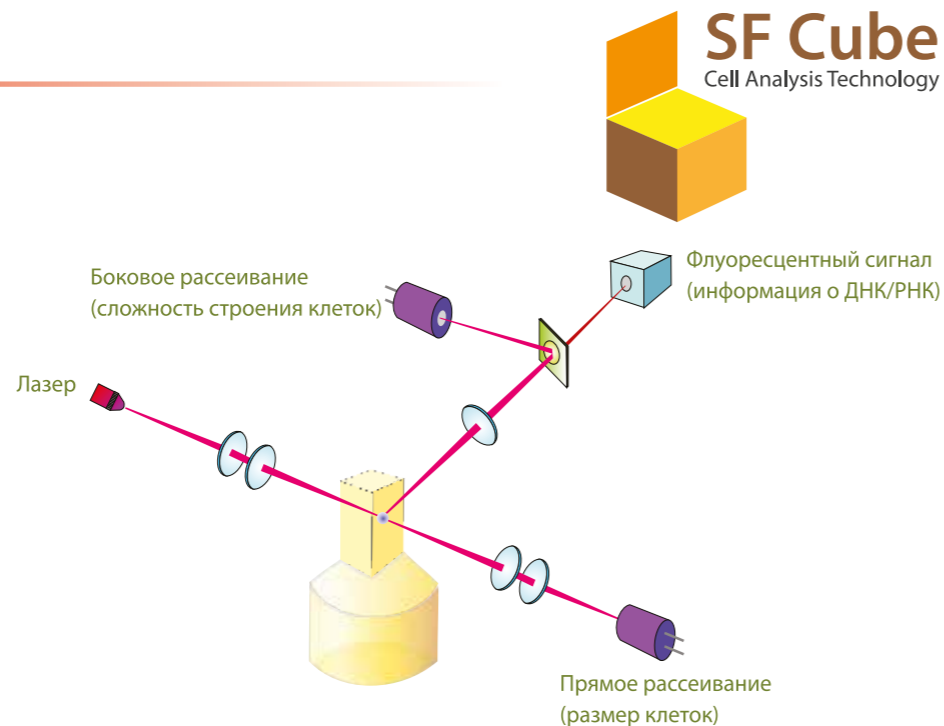 SF Cube
Cell Analysis Technology
Флуоресцентный сигнал
(информация о ДНК/РНК)
Боковое рассеивание
(сложность строения клеток)
Лазер
Прямое рассеивание
(размер клеток)